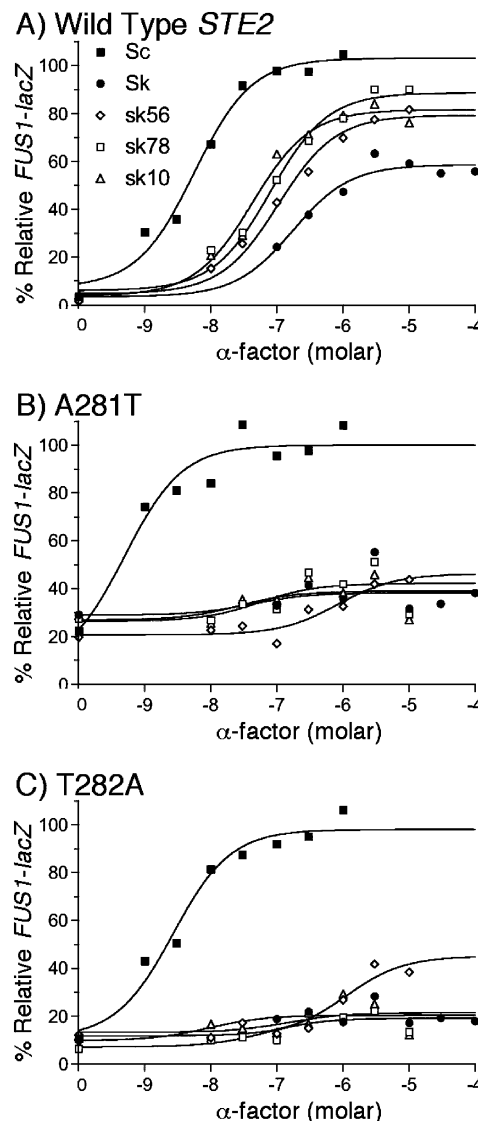 A) Wild Type STE2
Sc
Sk
sk56
sk78
sk10
% Relative FUS1-lacZ
100
80
60
40
20
0
0 -9 -8 -7 -6 -5 -4
α-factor (molar)
B) A281T
% Relative FUS1-lacZ
100
80
60
40
20
0
0 -9 -8 -7 -6 -5 -4
α-factor (molar)
C) T282A
% Relative FUS1-lacZ
100
80
60
40
20
0
0 -9 -8 -7 -6 -5 -4
α-factor (molar)